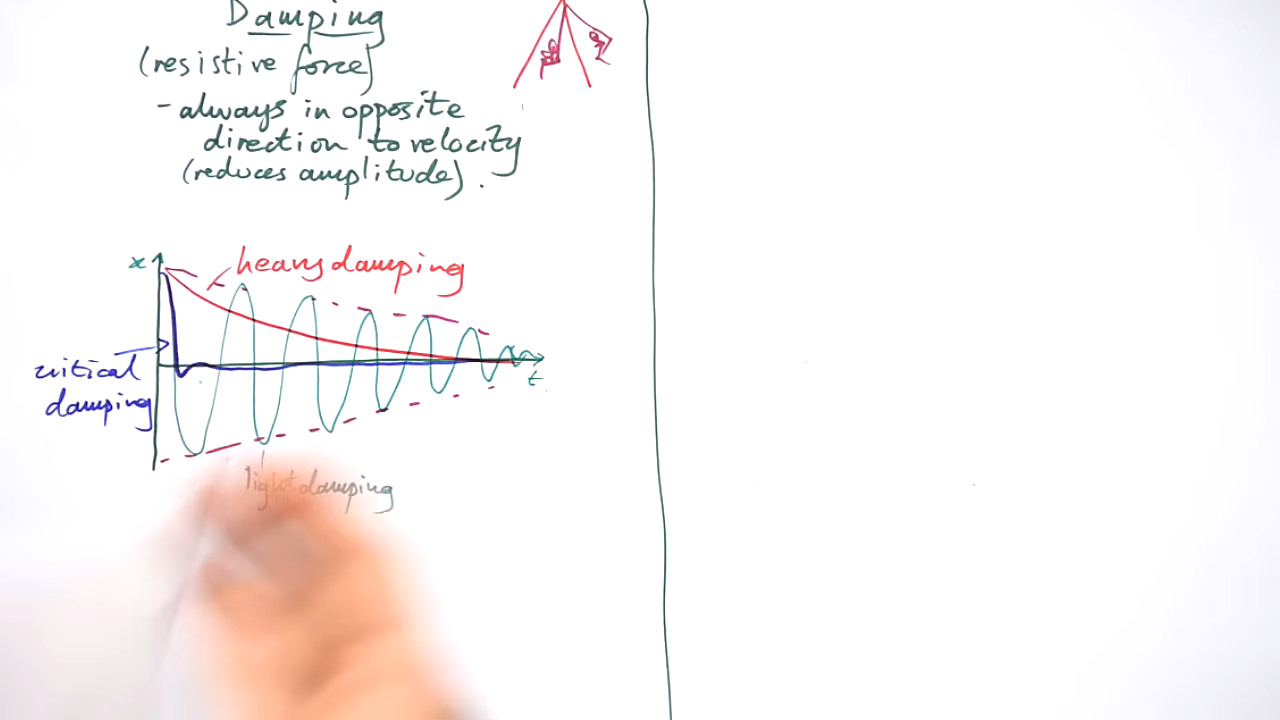 Damping
(resistive force)
- always in opposite
direction to velocity
(reduces amplitude).
x
heavy damping
critical
damping
t
light damping